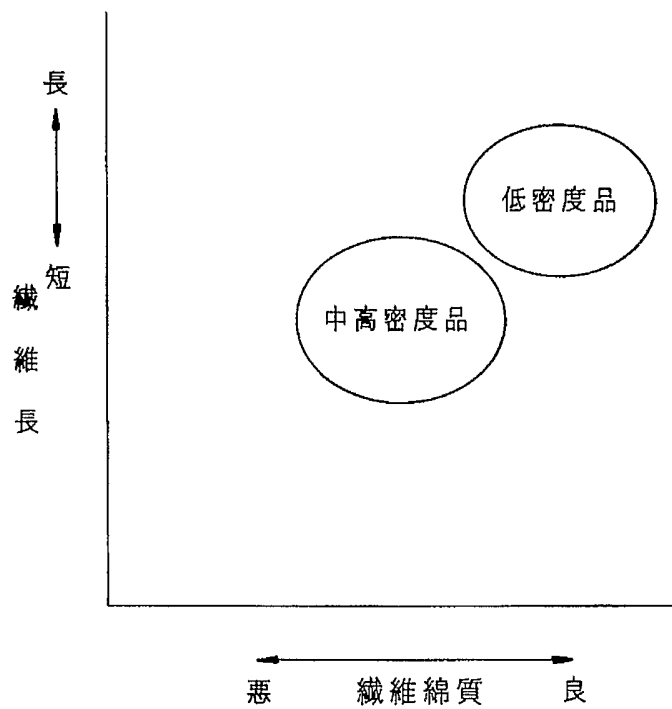 長
短
繊維長
低密度品
中高密度品
悪 繊維綿質 良